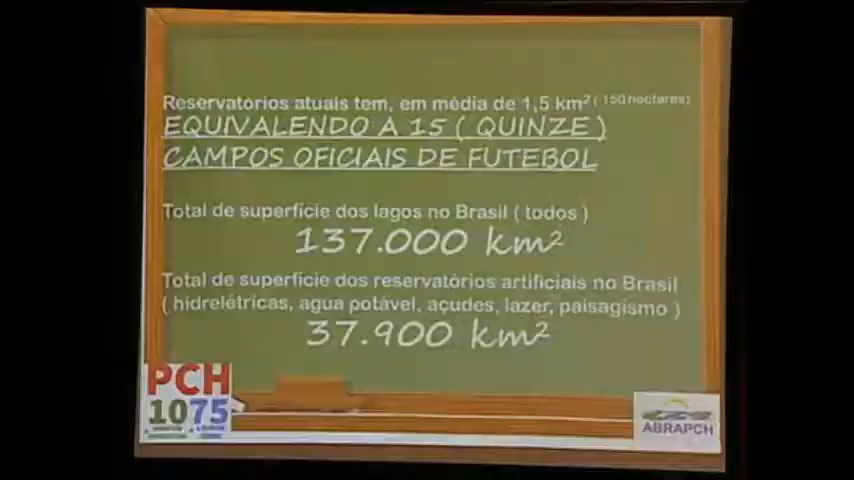 Reservatórios atuais tem, em média de 1,5 km² ( 150 hectares)
EQUIVALENDO A 15 ( QUINZE )
CAMPOS OFICIAIS DE FUTEBOL
Total de superfície dos lagos no Brasil ( todos )
137.000 km²
Total de superfície dos reservatórios artificiais no Brasil
( hidrelétricas, agua potável, açudes, lazer, paisagismo )
37.900 km²
PCH
1075
ABRAPCH